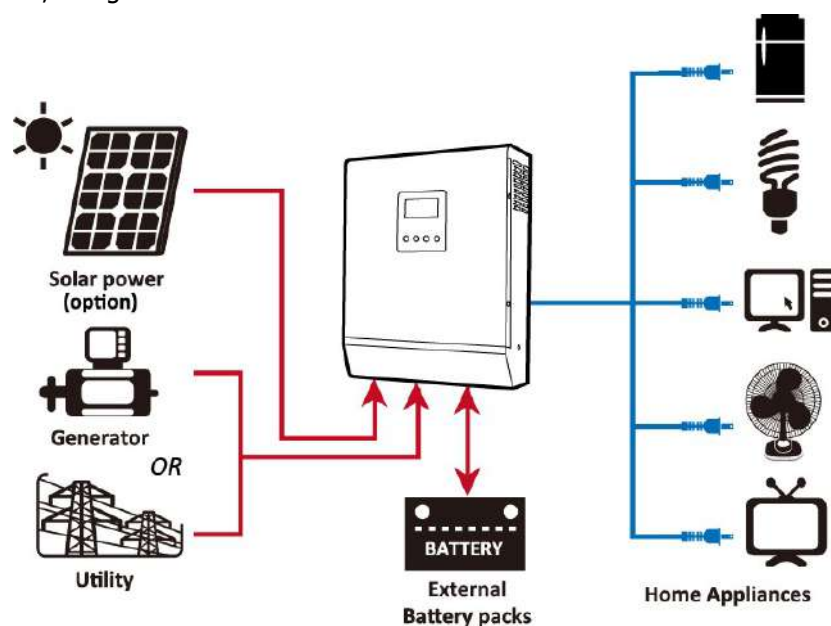 Solar power
(option)
Generator
OR
Utility
BATTERY
External
Battery packs
Home Appliances